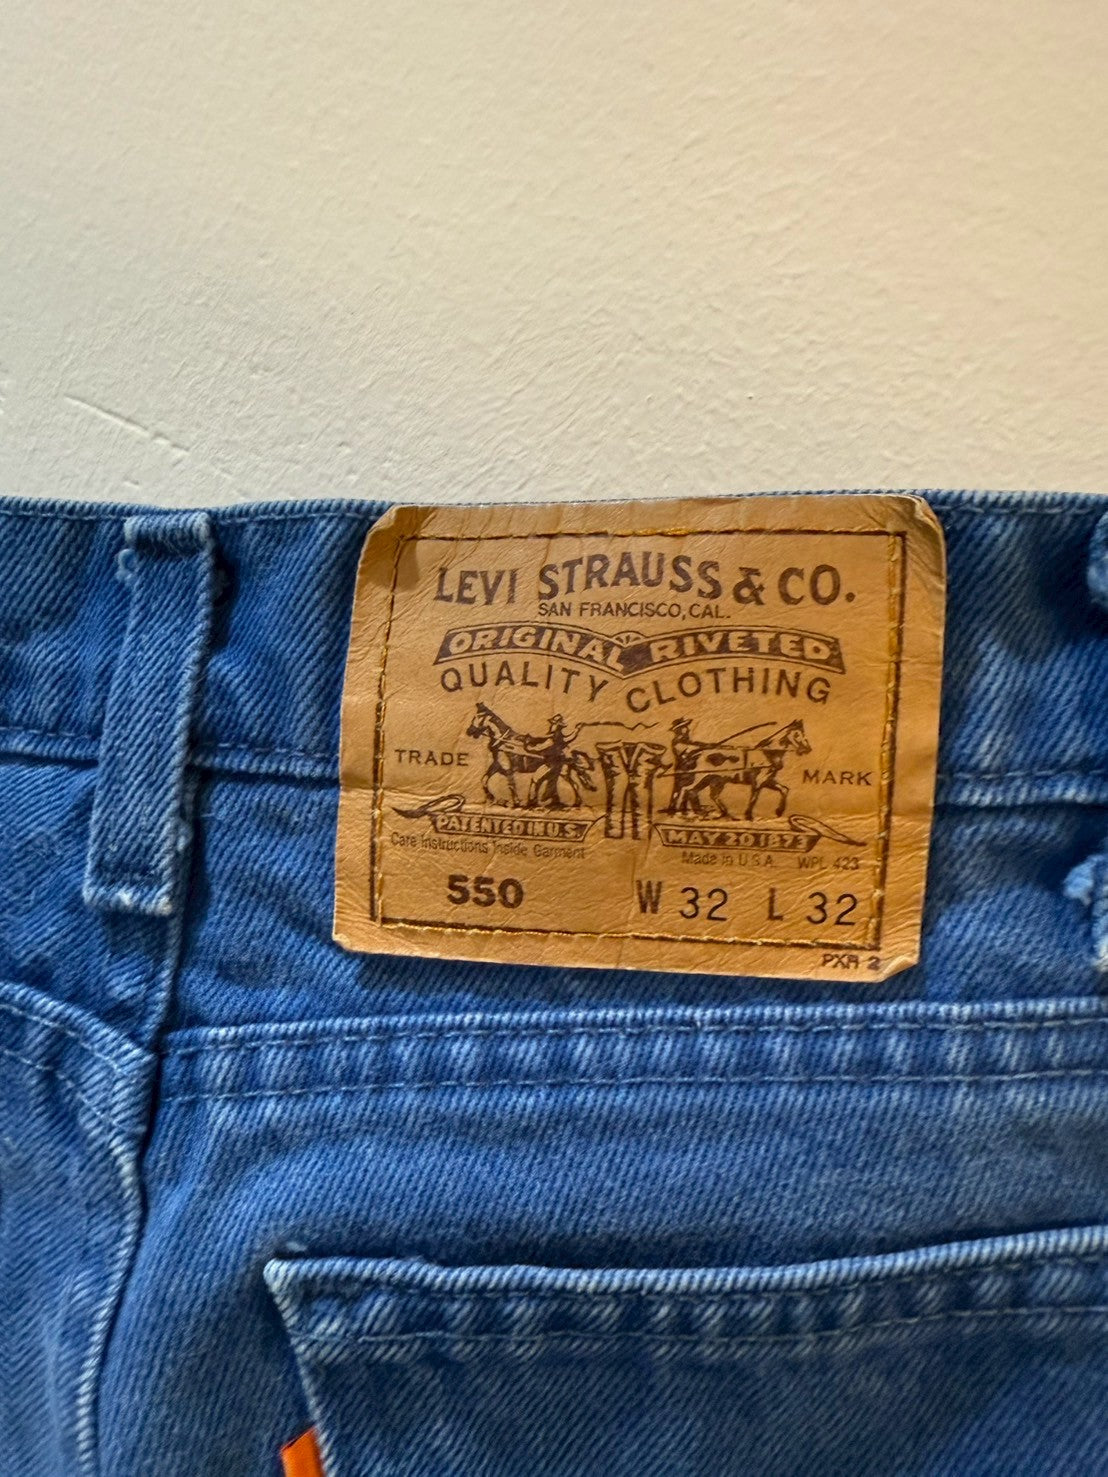 LEVI STRAUSS & CO.
SAN FRANCISCO, CAL.
ORIGINAL RIVETED
QUALITY CLOTHING
TRADE MARK
PATENTED IN U.S. MAY 20 1873
Care Instructions Inside Garment Made in U.S.A. WPL 423
550 W 32 L 32
PXR 2